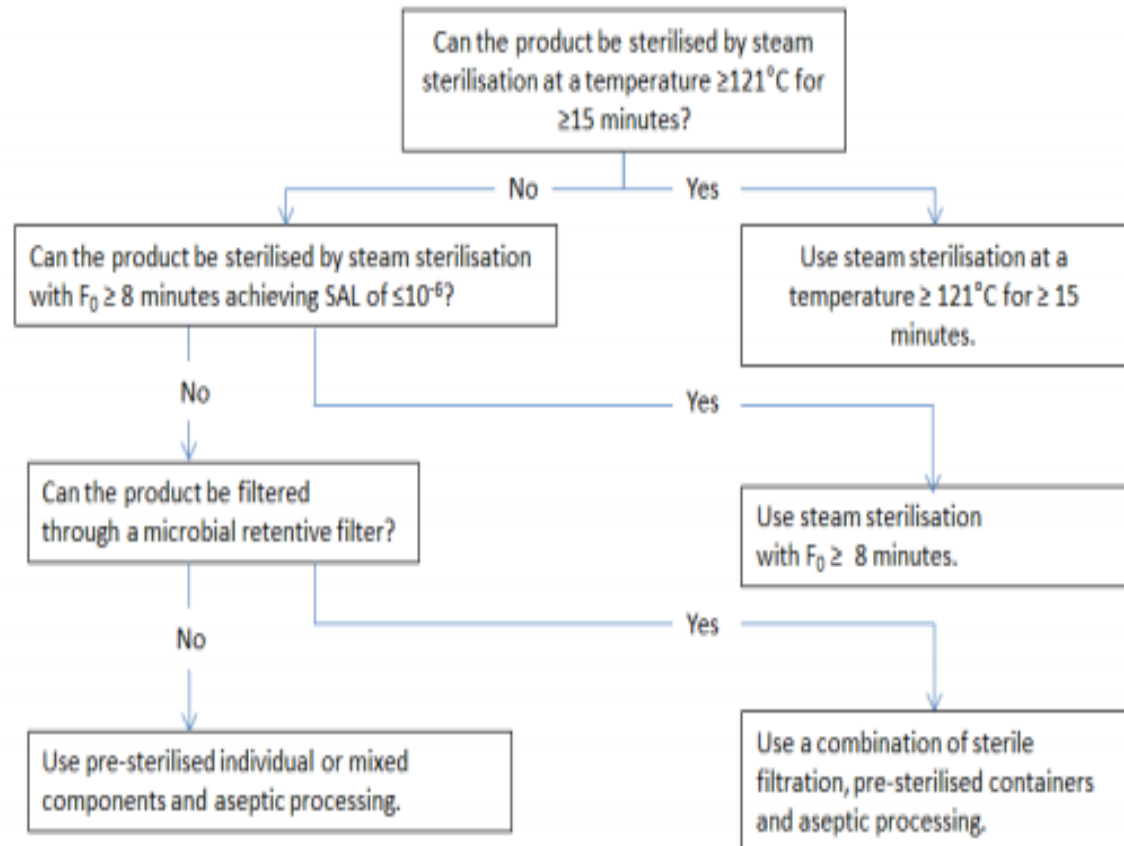 Can the product be sterilised by steam
sterilisation at a temperature ≥121⁰C for
≥15 minutes?
No
Yes
Can the product be sterilised by steam sterilisation
with F₀ ≥ 8 minutes achieving SAL of ≤10⁻⁶?
Use steam sterilisation at a
temperature ≥ 121⁰C for ≥ 15
minutes.
No
Yes
Can the product be filtered
through a microbial retentive filter?
Use steam sterilisation
with F₀ ≥ 8 minutes.
No
Yes
Use pre-sterilised individual or mixed
components and aseptic processing.
Use a combination of sterile
filtration, pre-sterilised containers
and aseptic processing.